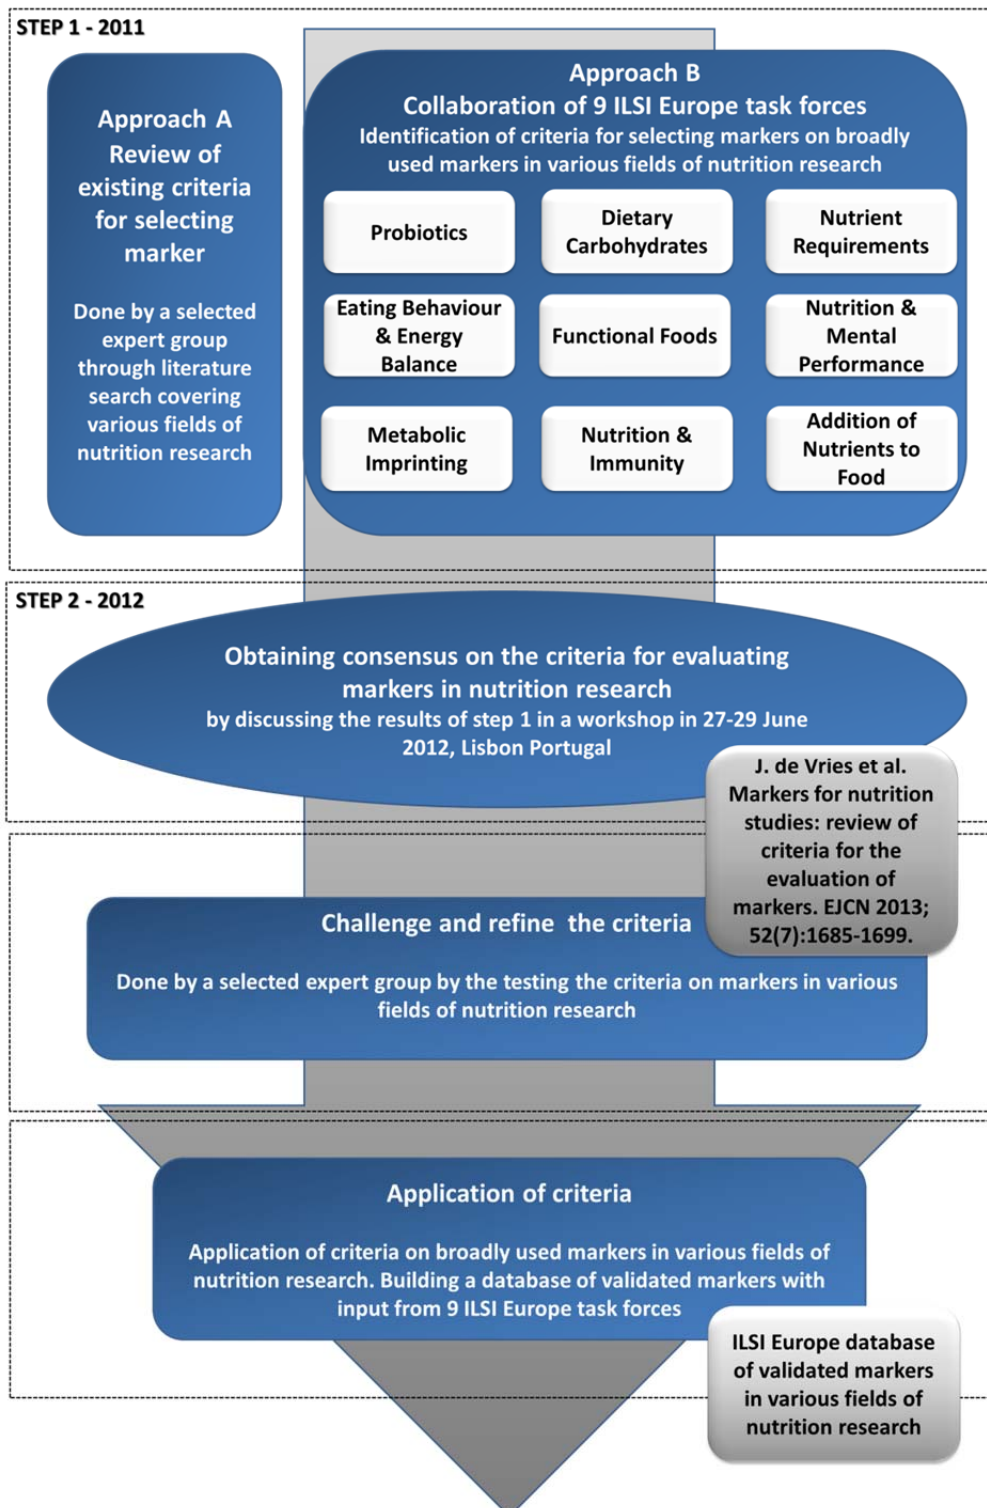 STEP 1 - 2011
Approach A
Review of
existing criteria
for selecting
marker
Done by a selected
expert group
through literature
search covering
various fields of
nutrition research
Approach B
Collaboration of 9 ILSI Europe task forces
Identification of criteria for selecting markers on broadly
used markers in various fields of nutrition research
Probiotics
Dietary
Carbohydrates
Nutrient
Requirements
Eating Behaviour
& Energy
Balance
Functional Foods
Nutrition &
Mental
Performance
Metabolic
Imprinting
Nutrition &
Immunity
Addition of
Nutrients to
Food
STEP 2 - 2012
Obtaining consensus on the criteria for evaluating
markers in nutrition research
by discussing the results of step 1 in a workshop in 27-29 June
2012, Lisbon Portugal
J. de Vries et al.
Markers for nutrition
studies: review of
criteria for the
evaluation of
markers. EJCN 2013;
52(7):1685-1699.
Challenge and refine the criteria
Done by a selected expert group by the testing the criteria on markers in various
fields of nutrition research
Application of criteria
Application of criteria on broadly used markers in various fields of
nutrition research. Building a database of validated markers with
input from 9 ILSI Europe task forces
ILSI Europe database
of validated markers
in various fields of
nutrition research